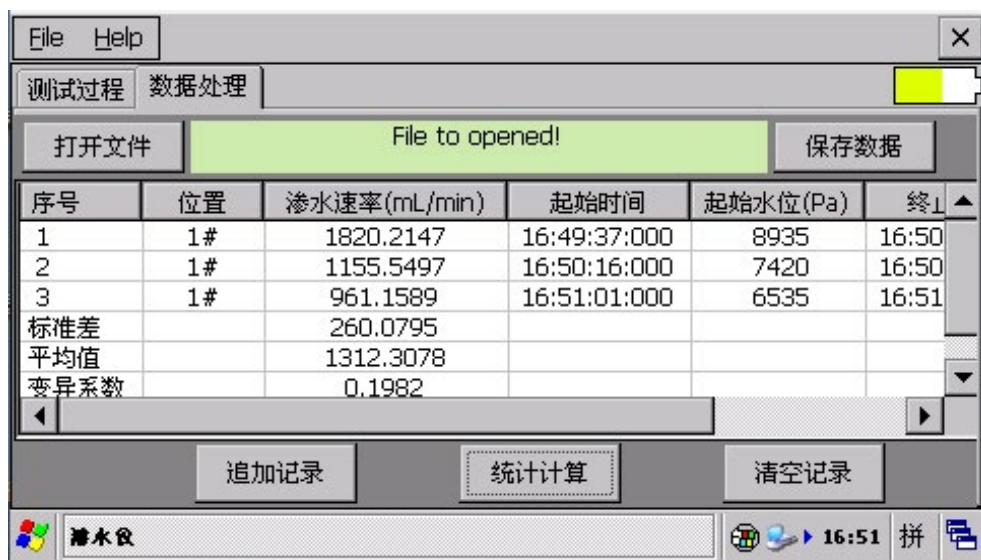 File Help
测试过程 数据处理
打开文件 File to opened! 保存数据
序号 位置 渗水速率(mL/min) 起始时间 起始水位(Pa) 终止
1 1# 1820.2147 16:49:37:000 8935 16:50
2 1# 1155.5497 16:50:16:000 7420 16:50
3 1# 961.1589 16:51:01:000 6535 16:51
标准差 260.0795
平均值 1312.3078
变异系数 0.1982
追加记录 统计计算 清空记录
渗水仪 16:51 拼